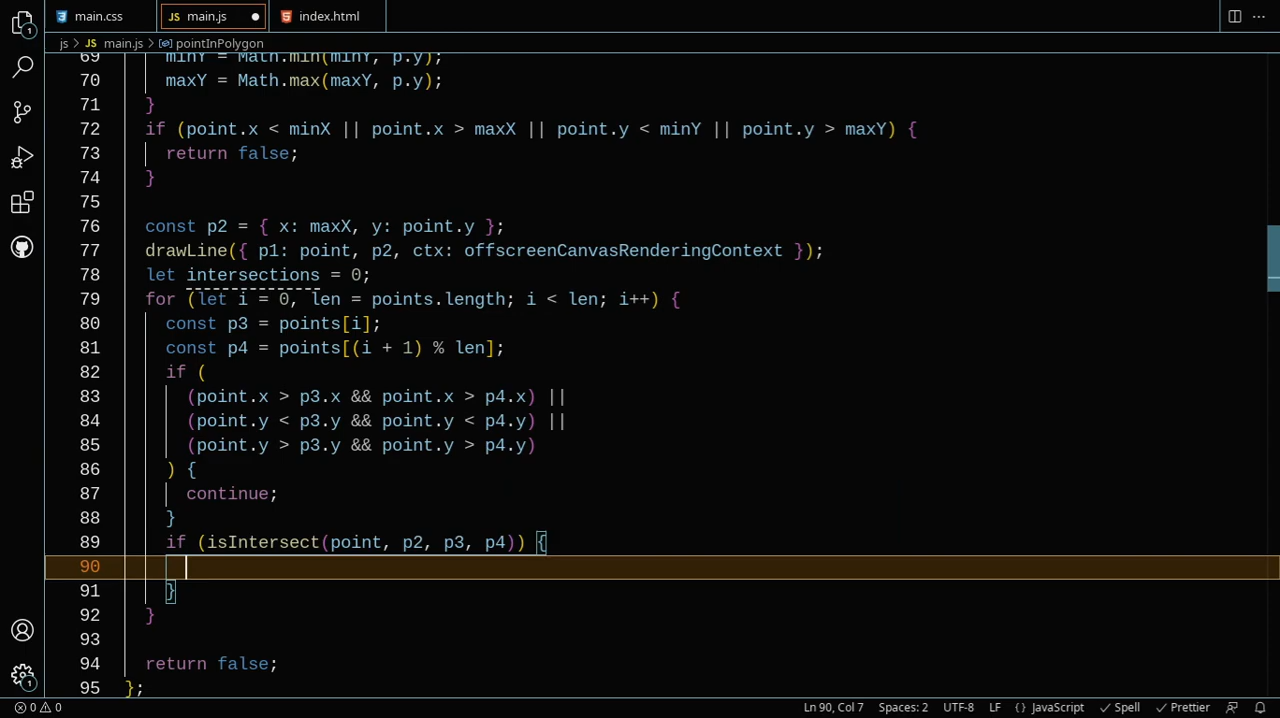 main.css
JS main.js
index.html
js > JS main.js > pointInPolygon
69 minY = Math.min(minY, p.y);
70 maxY = Math.max(maxY, p.y);
71 }
72 if (point.x < minX || point.x > maxX || point.y < minY || point.y > maxY) {
73 return false;
74 }
75
76 const p2 = { x: maxX, y: point.y };
77 drawLine({ p1: point, p2, ctx: offscreenCanvasRenderingContext });
78 let intersections = 0;
79 for (let i = 0, len = points.length; i < len; i++) {
80 const p3 = points[i];
81 const p4 = points[(i + 1) % len];
82 if (
83 (point.x > p3.x && point.x > p4.x) ||
84 (point.y < p3.y && point.y < p4.y) ||
85 (point.y > p3.y && point.y > p4.y)
86 ) {
87 continue;
88 }
89 if (isIntersect(point, p2, p3, p4)) {
90
91 }
92 }
93
94 return false;
95 };
1
1
0 0 Ln 90, Col 7 Spaces: 2 UTF-8 LF {} JavaScript Spell Prettier